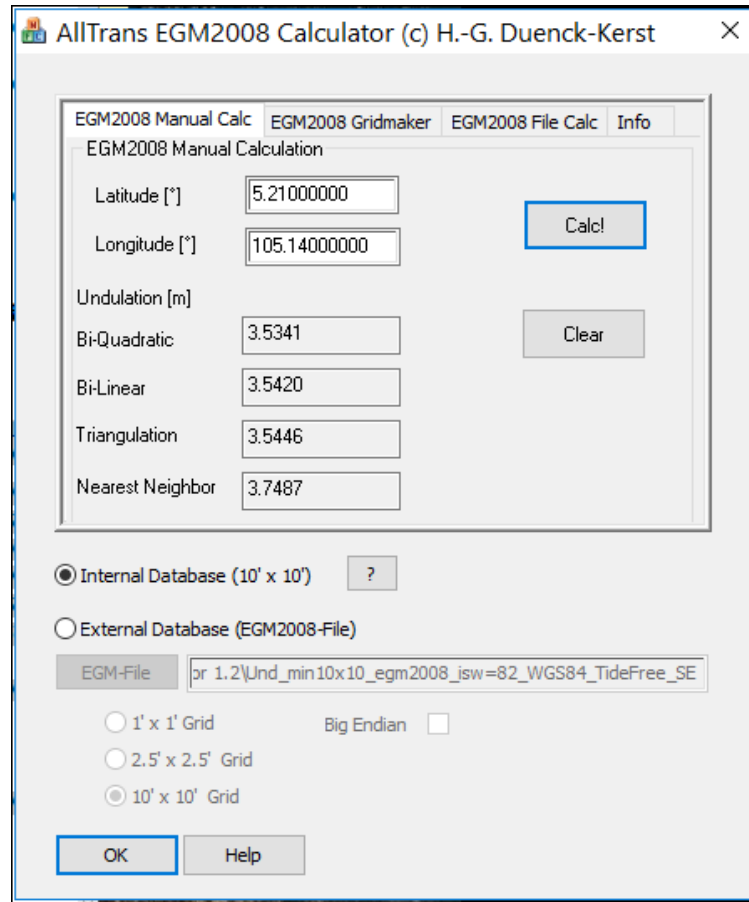 AllTrans EGM2008 Calculator (c) H.-G. Duenck-Kerst
EGM2008 Manual Calc EGM2008 Gridmaker EGM2008 File Calc Info
EGM2008 Manual Calculation
Latitude [°] 5.21000000
Calc!
Longitude [°] 105.14000000
Undulation [m]
Bi-Quadratic 3.5341
Clear
Bi-Linear 3.5420
Triangulation 3.5446
Nearest Neighbor 3.7487
Internal Database (10' x 10') ?
External Database (EGM2008-File)
EGM-File or 1.2\Und_min10x10_egm2008_isw=82_WGS84_TideFree_SE
1' x 1' Grid Big Endian
2.5' x 2.5' Grid
10' x 10' Grid
OK Help